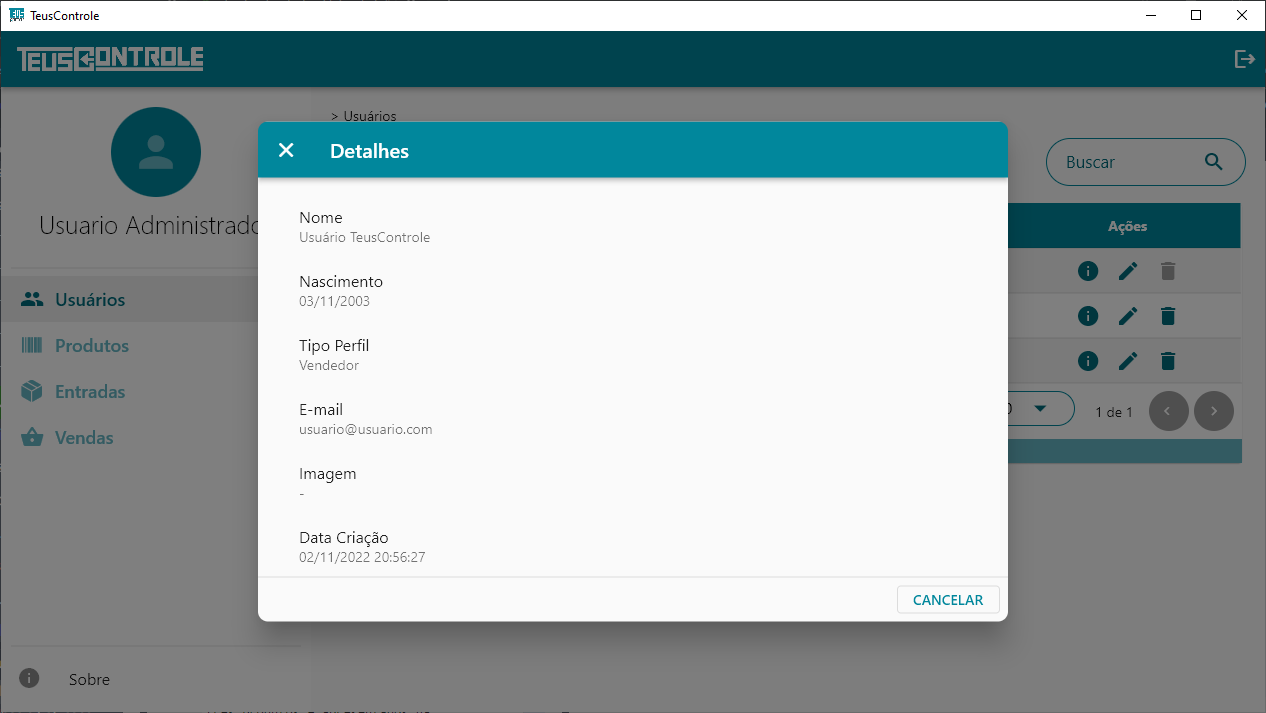 TeusControle
TEUSCONTROLE
> Usuários
Buscar
Usuario Administrado
Detalhes
Ações
Nome
Usuário TeusControle
Nascimento
03/11/2003
Tipo Perfil
Vendedor
E-mail
usuario@usuario.com
Imagem
-
Data Criação
02/11/2022 20:56:27
CANCELAR
Usuários
Produtos
Entradas
Vendas
1 de 1
Sobre